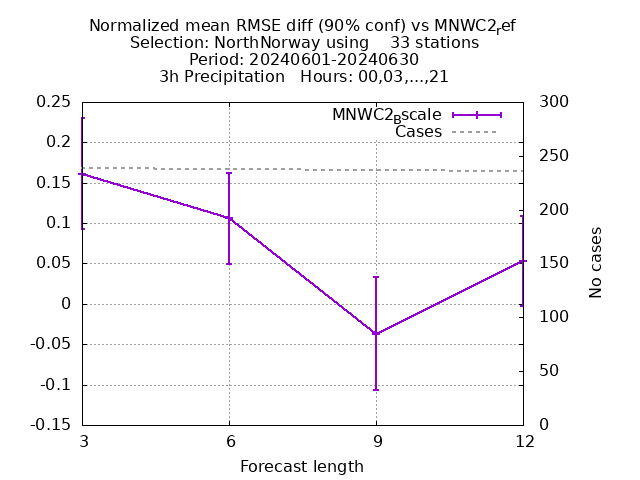 Normalized mean RMSE diff (90% conf) vs MNWC2ref
Selection: NorthNorway using 33 stations
Period: 20240601-20240630
3h Precipitation Hours: 00,03,...,21
MNWC2Bscale
Cases
0.25
0.2
0.15
0.1
0.05
0
-0.05
-0.1
-0.15
300
250
200
150
100
50
0
No cases
3 6 9 12
Forecast length